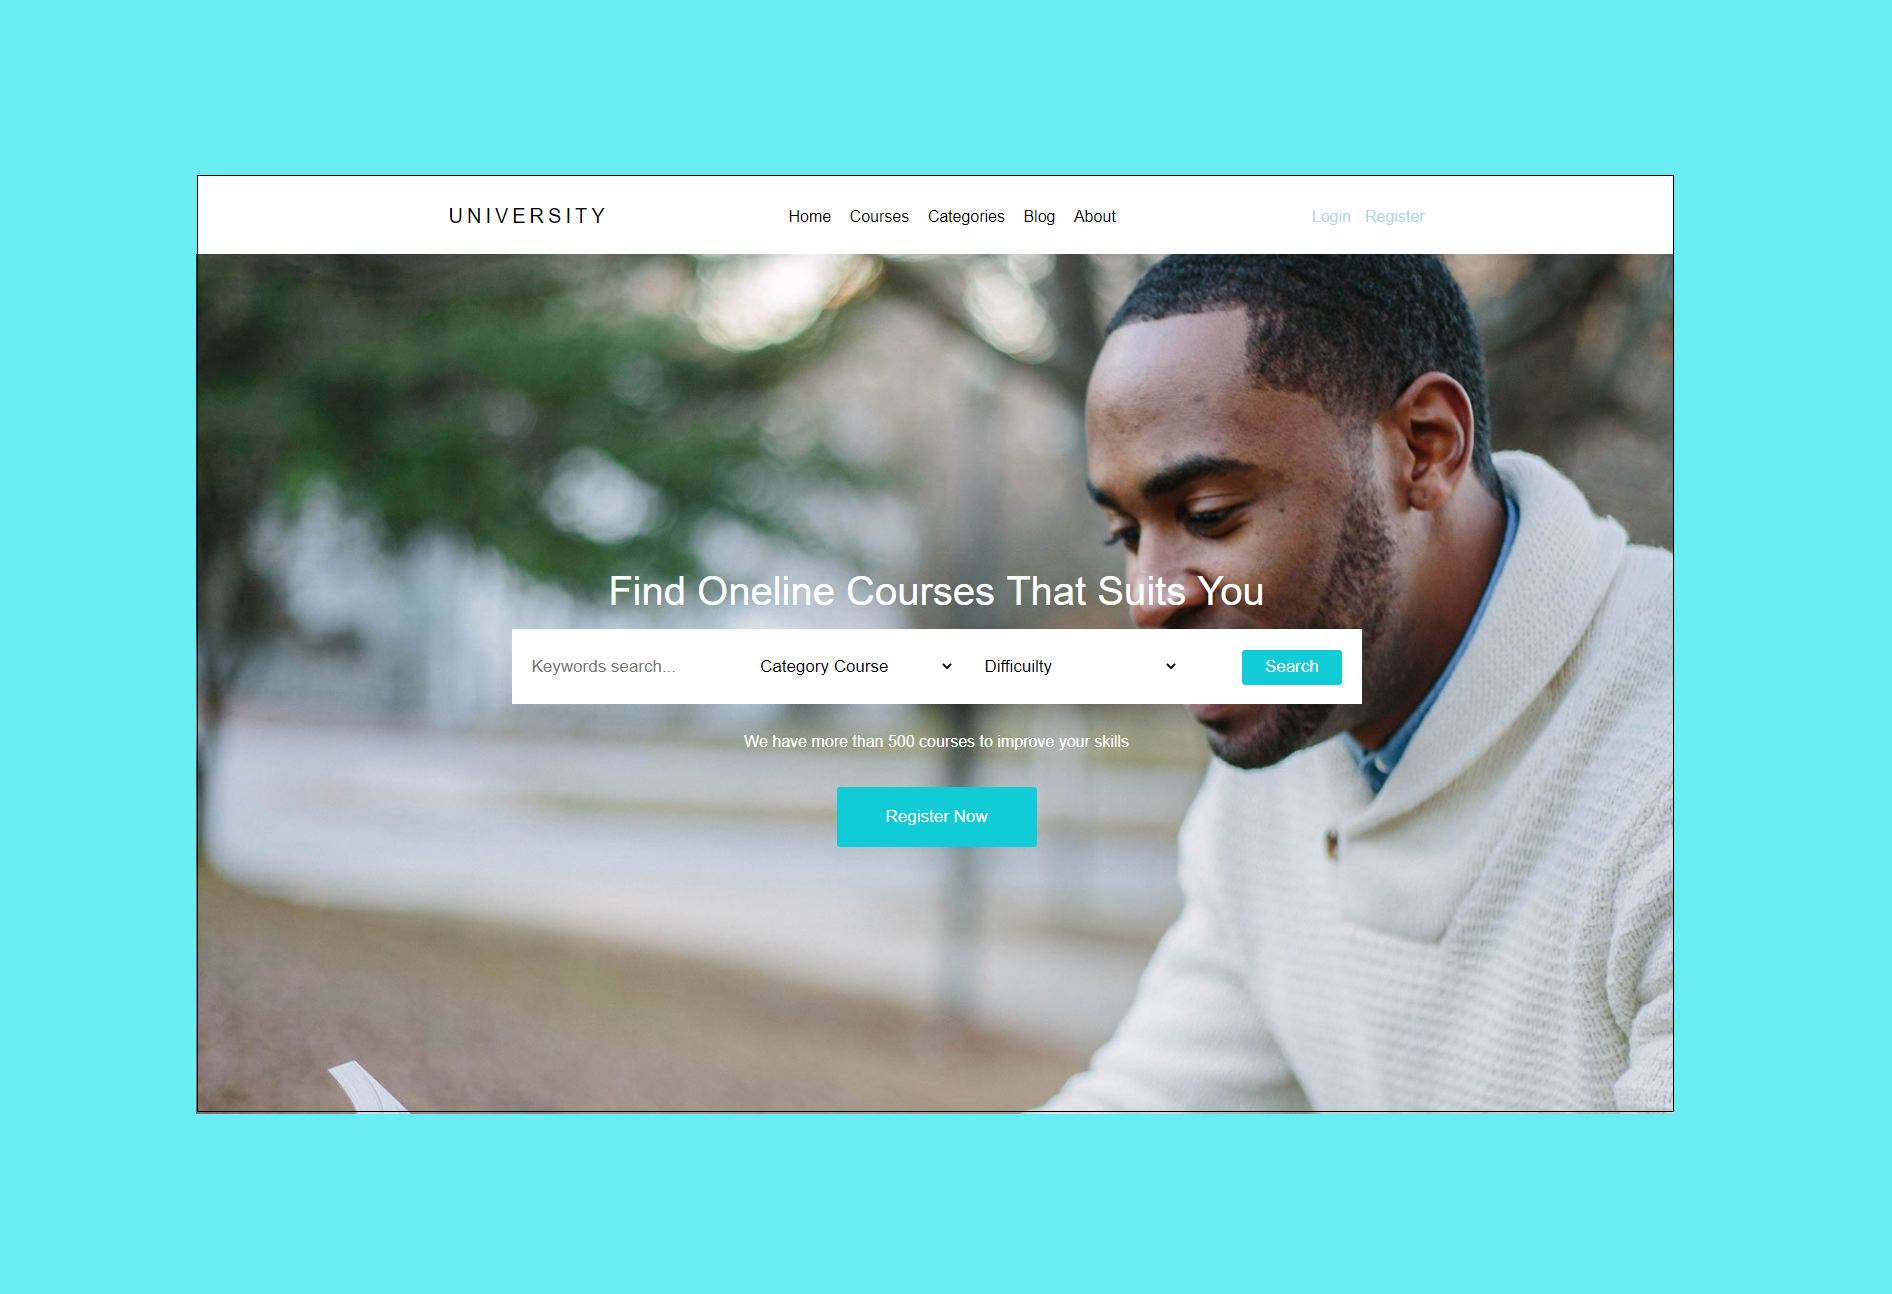 UNIVERSITY Home Courses Categories Blog About Login Register
Find Oneline Courses That Suits You
Keywords search... Category Course Difficuilty Search
We have more than 500 courses to improve your skills
Register Now